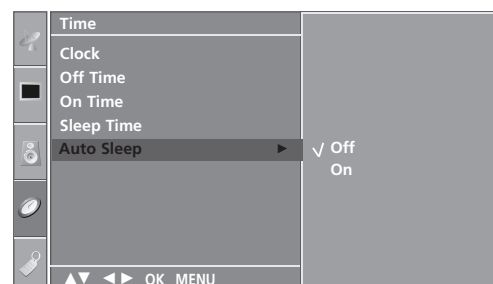 Time
Clock
Off Time
On Time
Sleep Time
Auto Sleep ►
√ Off
On
▲▼ ◄► OK MENU